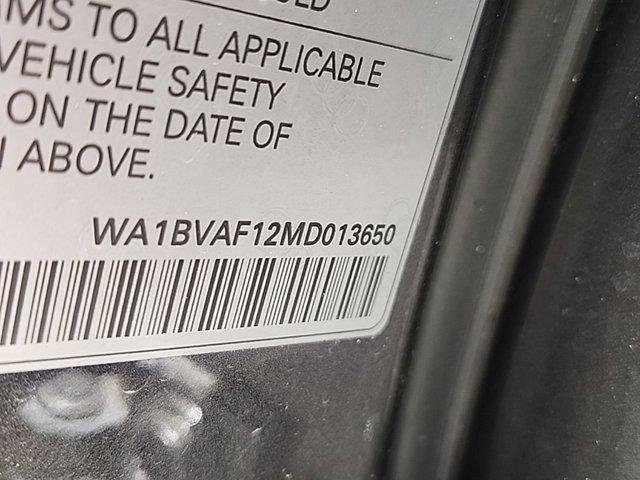 MS TO ALL APPLICABLE
VEHICLE SAFETY
ON THE DATE OF
ABOVE.
WA1BVAF12MD013650